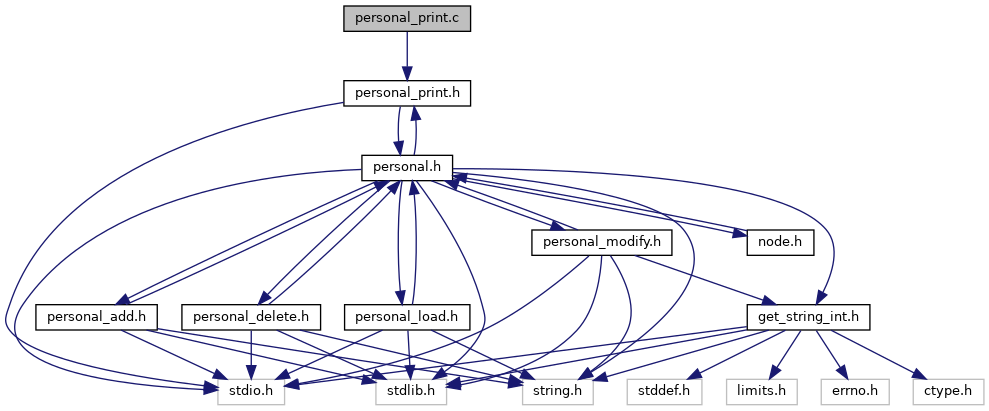 personal_print.c
personal_print.h
personal.h
personal_modify.h
node.h
personal_add.h
personal_delete.h
personal_load.h
get_string_int.h
stdio.h
stdlib.h
string.h
stddef.h
limits.h
errno.h
ctype.h